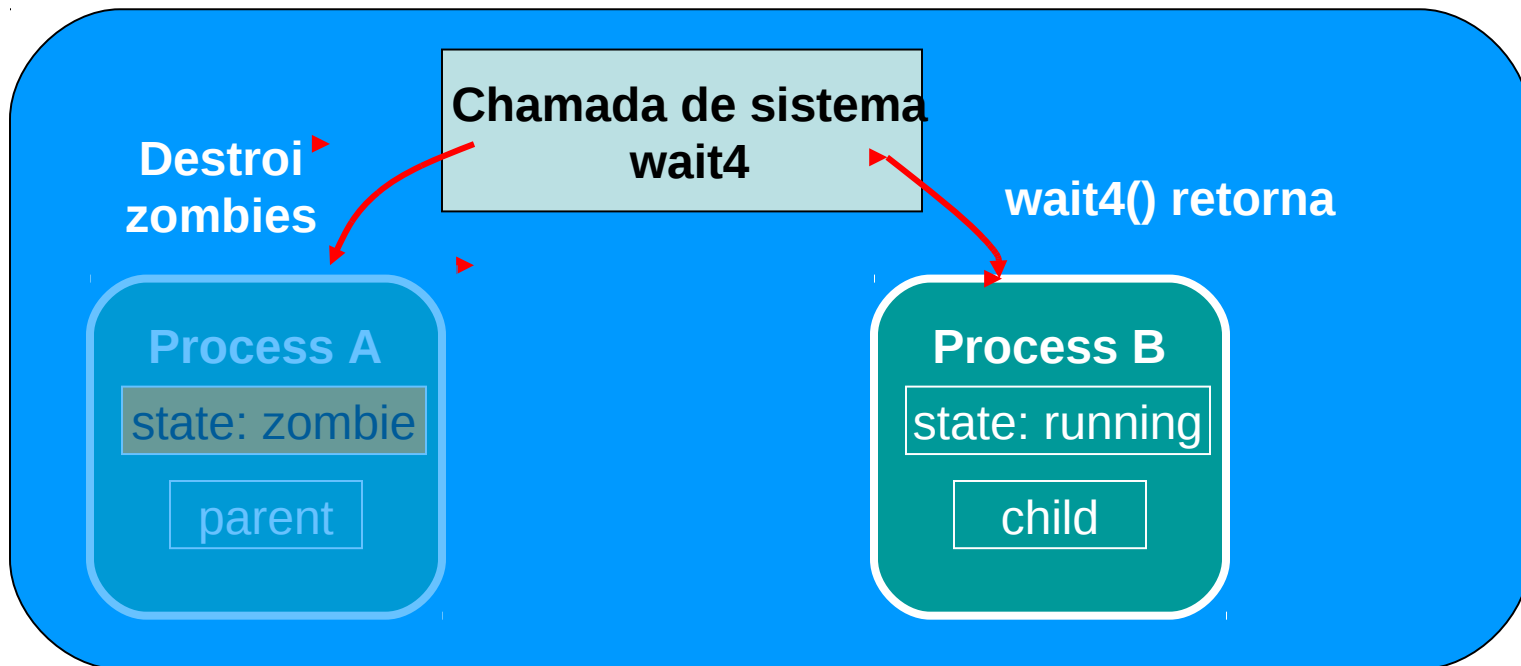 Chamada de sistema
wait4
Destroi
zombies
wait4() retorna
Process A
state: zombie
parent
Process B
state: running
child